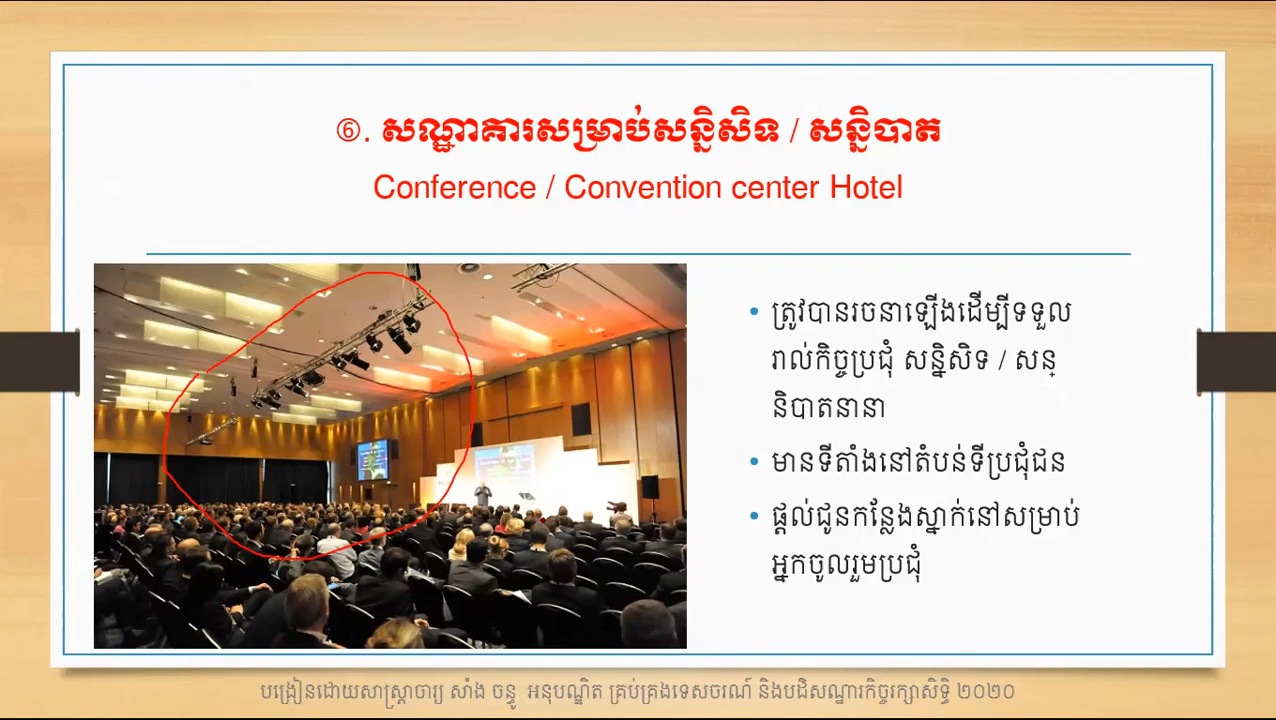 ⑥. សណ្ឋាគារសម្រាប់សន្និសិទ / សន្និបាត
Conference / Convention center Hotel
• ត្រូវបានរចនាឡើងដើម្បីទទួល
រាល់កិច្ចប្រជុំ សន្និសិទ / សន្
និបាតនានា
• មានទីតាំងនៅតំបន់ទីប្រជុំជន
• ផ្តល់ជូនកន្លែងស្នាក់នៅសម្រាប់
អ្នកចូលរួមប្រជុំ
បង្រៀនដោយសាស្ត្រាចារ្យ សាំង ចន្ធូ អនុបណ្ឌិត គ្រប់គ្រងទេសចរណ៍ និងបដិសណ្ឋារកិច្ចរក្សាសិទ្ធិ ២០២០